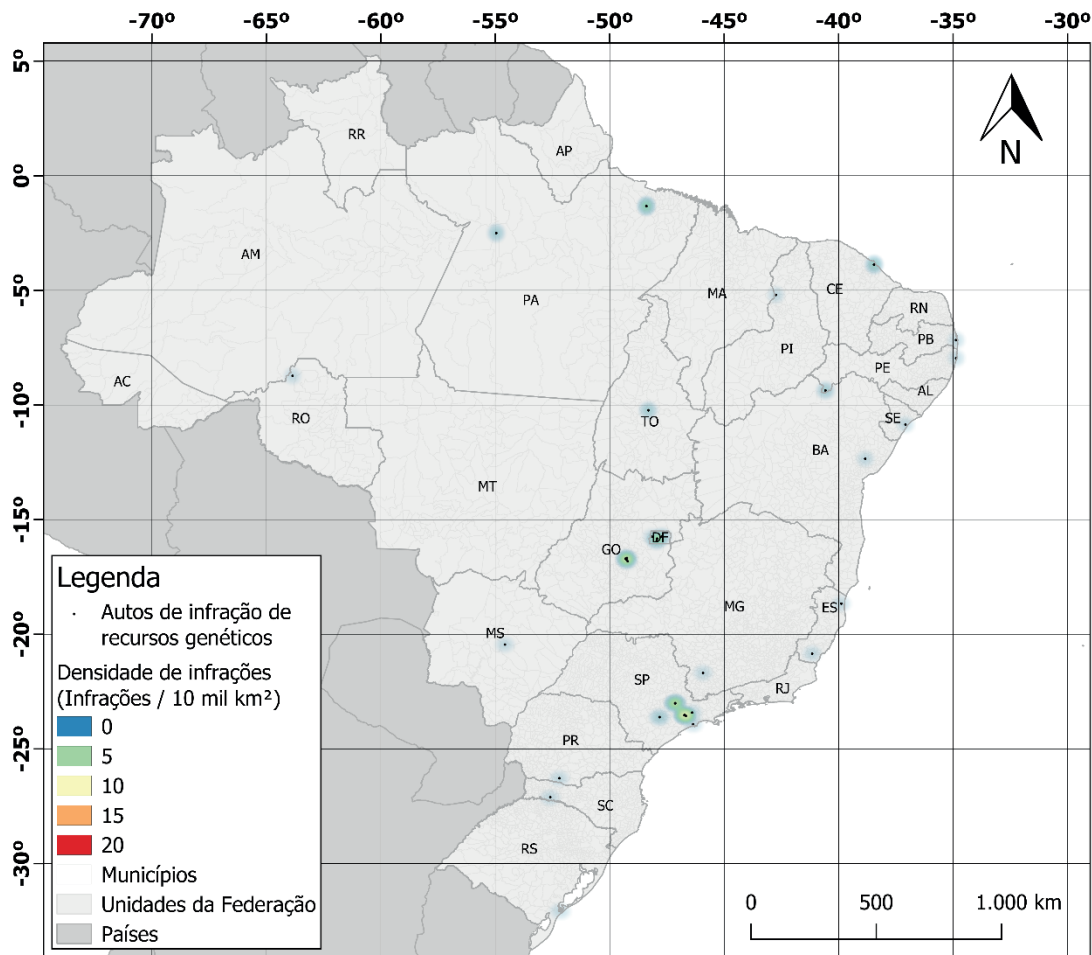 -70º -65º -60º -55º -50º -45º -40º -35º -30º
5º
0º
-5º
-10º
-15º
-20º
-25º
-30º
N
RR
AP
AM
PA
MA
CE
RN
PB
PI
PE
AC
AL
RO
TO
SE
BA
MT
GO
DF
MG
ES
MS
SP
RJ
PR
SC
RS
Legenda
Autos de infração de
recursos genéticos
Densidade de infrações
(Infrações / 10 mil km²)
0
5
10
15
20
Municípios
Unidades da Federação
Países
0 500 1.000 km